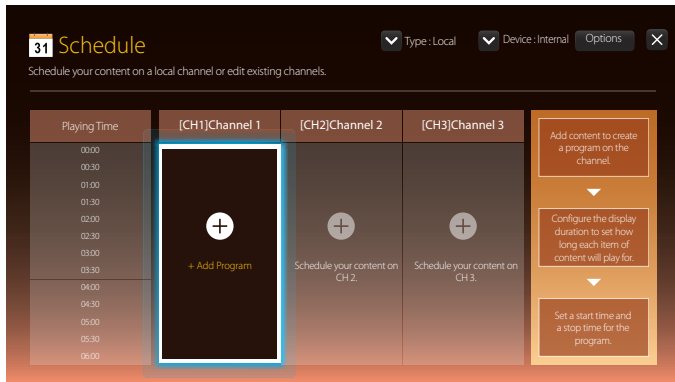 31 Schedule
Type : Local
Device : Internal
Options
Schedule your content on a local channel or edit existing channels.
Playing Time
[CH1]Channel 1
[CH2]Channel 2
[CH3]Channel 3
00:00
00:30
01:00
01:30
02:00
02:30
03:00
03:30
04:00
04:30
05:00
05:30
06:00
+ Add Program
Schedule your content on
CH 2.
Schedule your content on
CH 3.
Add content to create
a program on the
channel.
Configure the display
duration to set how
long each item of
content will play for.
Set a start time and
a stop time for the
program.